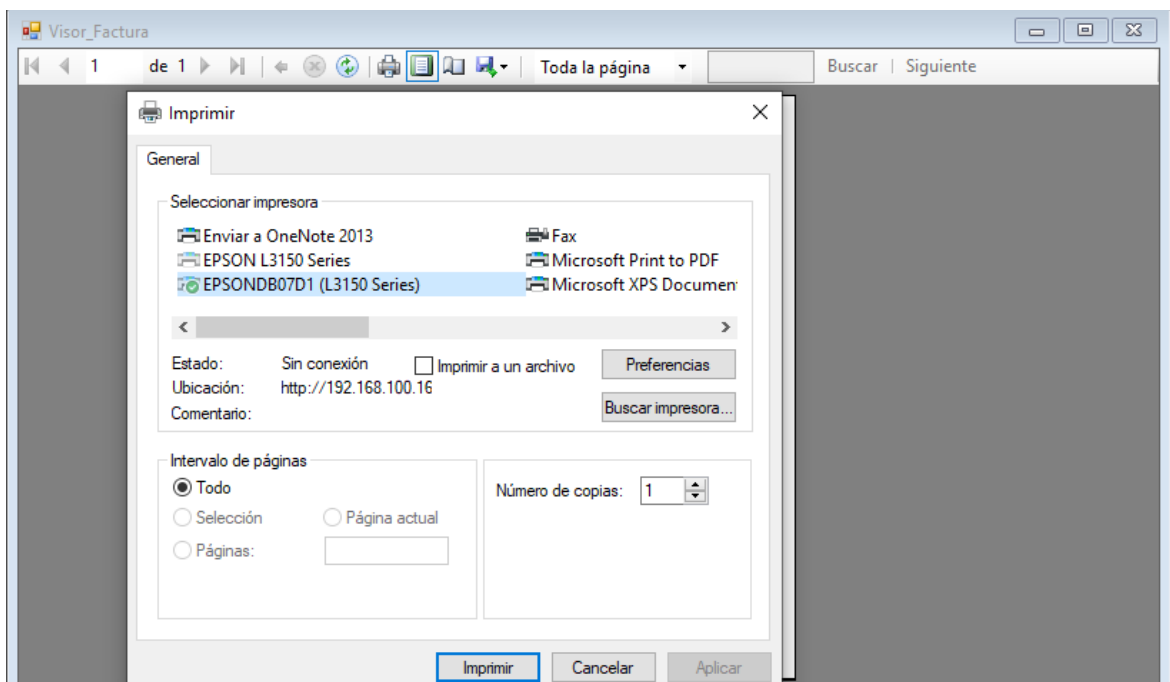 Visor_Factura
1 de 1 Toda la página Buscar | Siguiente
Imprimir
General
Seleccionar impresora
Enviar a OneNote 2013 Fax
EPSON L3150 Series Microsoft Print to PDF
EPSONDB07D1 (L3150 Series) Microsoft XPS Documen
Estado: Sin conexión Imprimir a un archivo Preferencias
Ubicación: http://192.168.100.16
Comentario: Buscar impresora...
Intervalo de páginas
Todo
Número de copias: 1
Selección Página actual
Páginas:
Imprimir Cancelar Aplicar